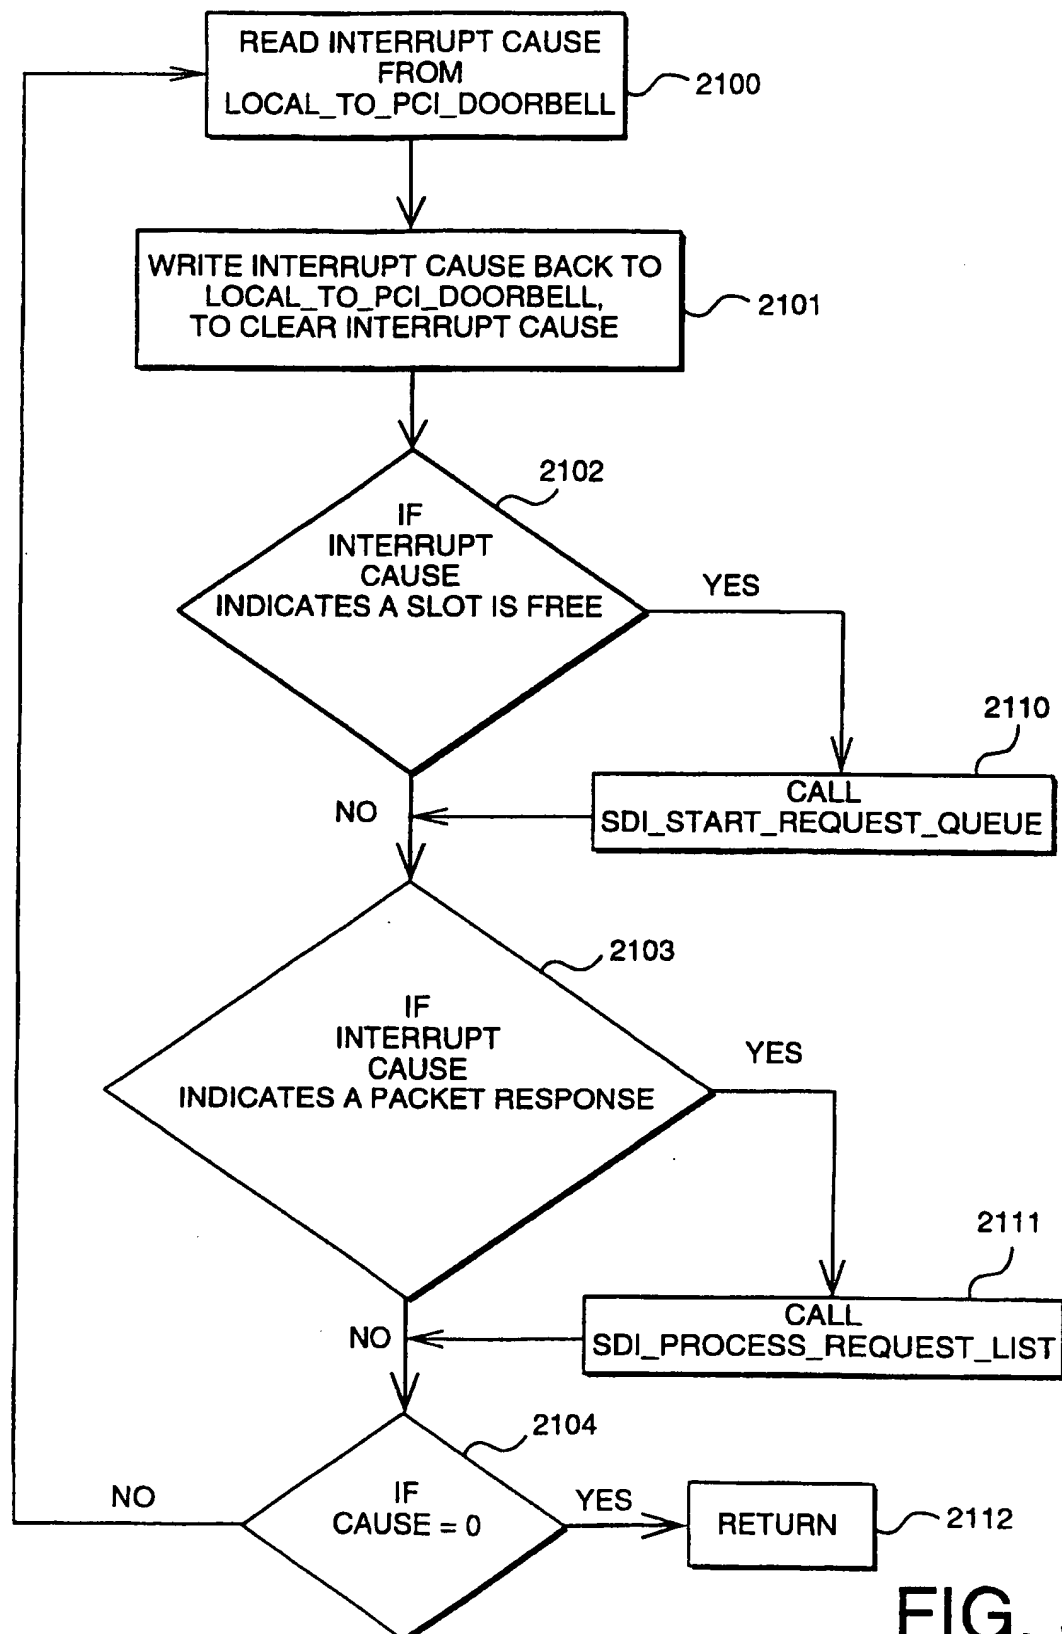 READ INTERRUPT CAUSE
FROM
LOCAL_TO_PCI_DOORBELL
2100
WRITE INTERRUPT CAUSE BACK TO
LOCAL_TO_PCI_DOORBELL,
TO CLEAR INTERRUPT CAUSE
2101
2102
IF
INTERRUPT
CAUSE
INDICATES A SLOT IS FREE
YES
2110
CALL
SDI_START_REQUEST_QUEUE
NO
2103
IF
INTERRUPT
CAUSE
INDICATES A PACKET RESPONSE
YES
2111
CALL
SDI_PROCESS_REQUEST_LIST
NO
2104
IF
CAUSE = 0
NO
YES
RETURN
2112
FIG.